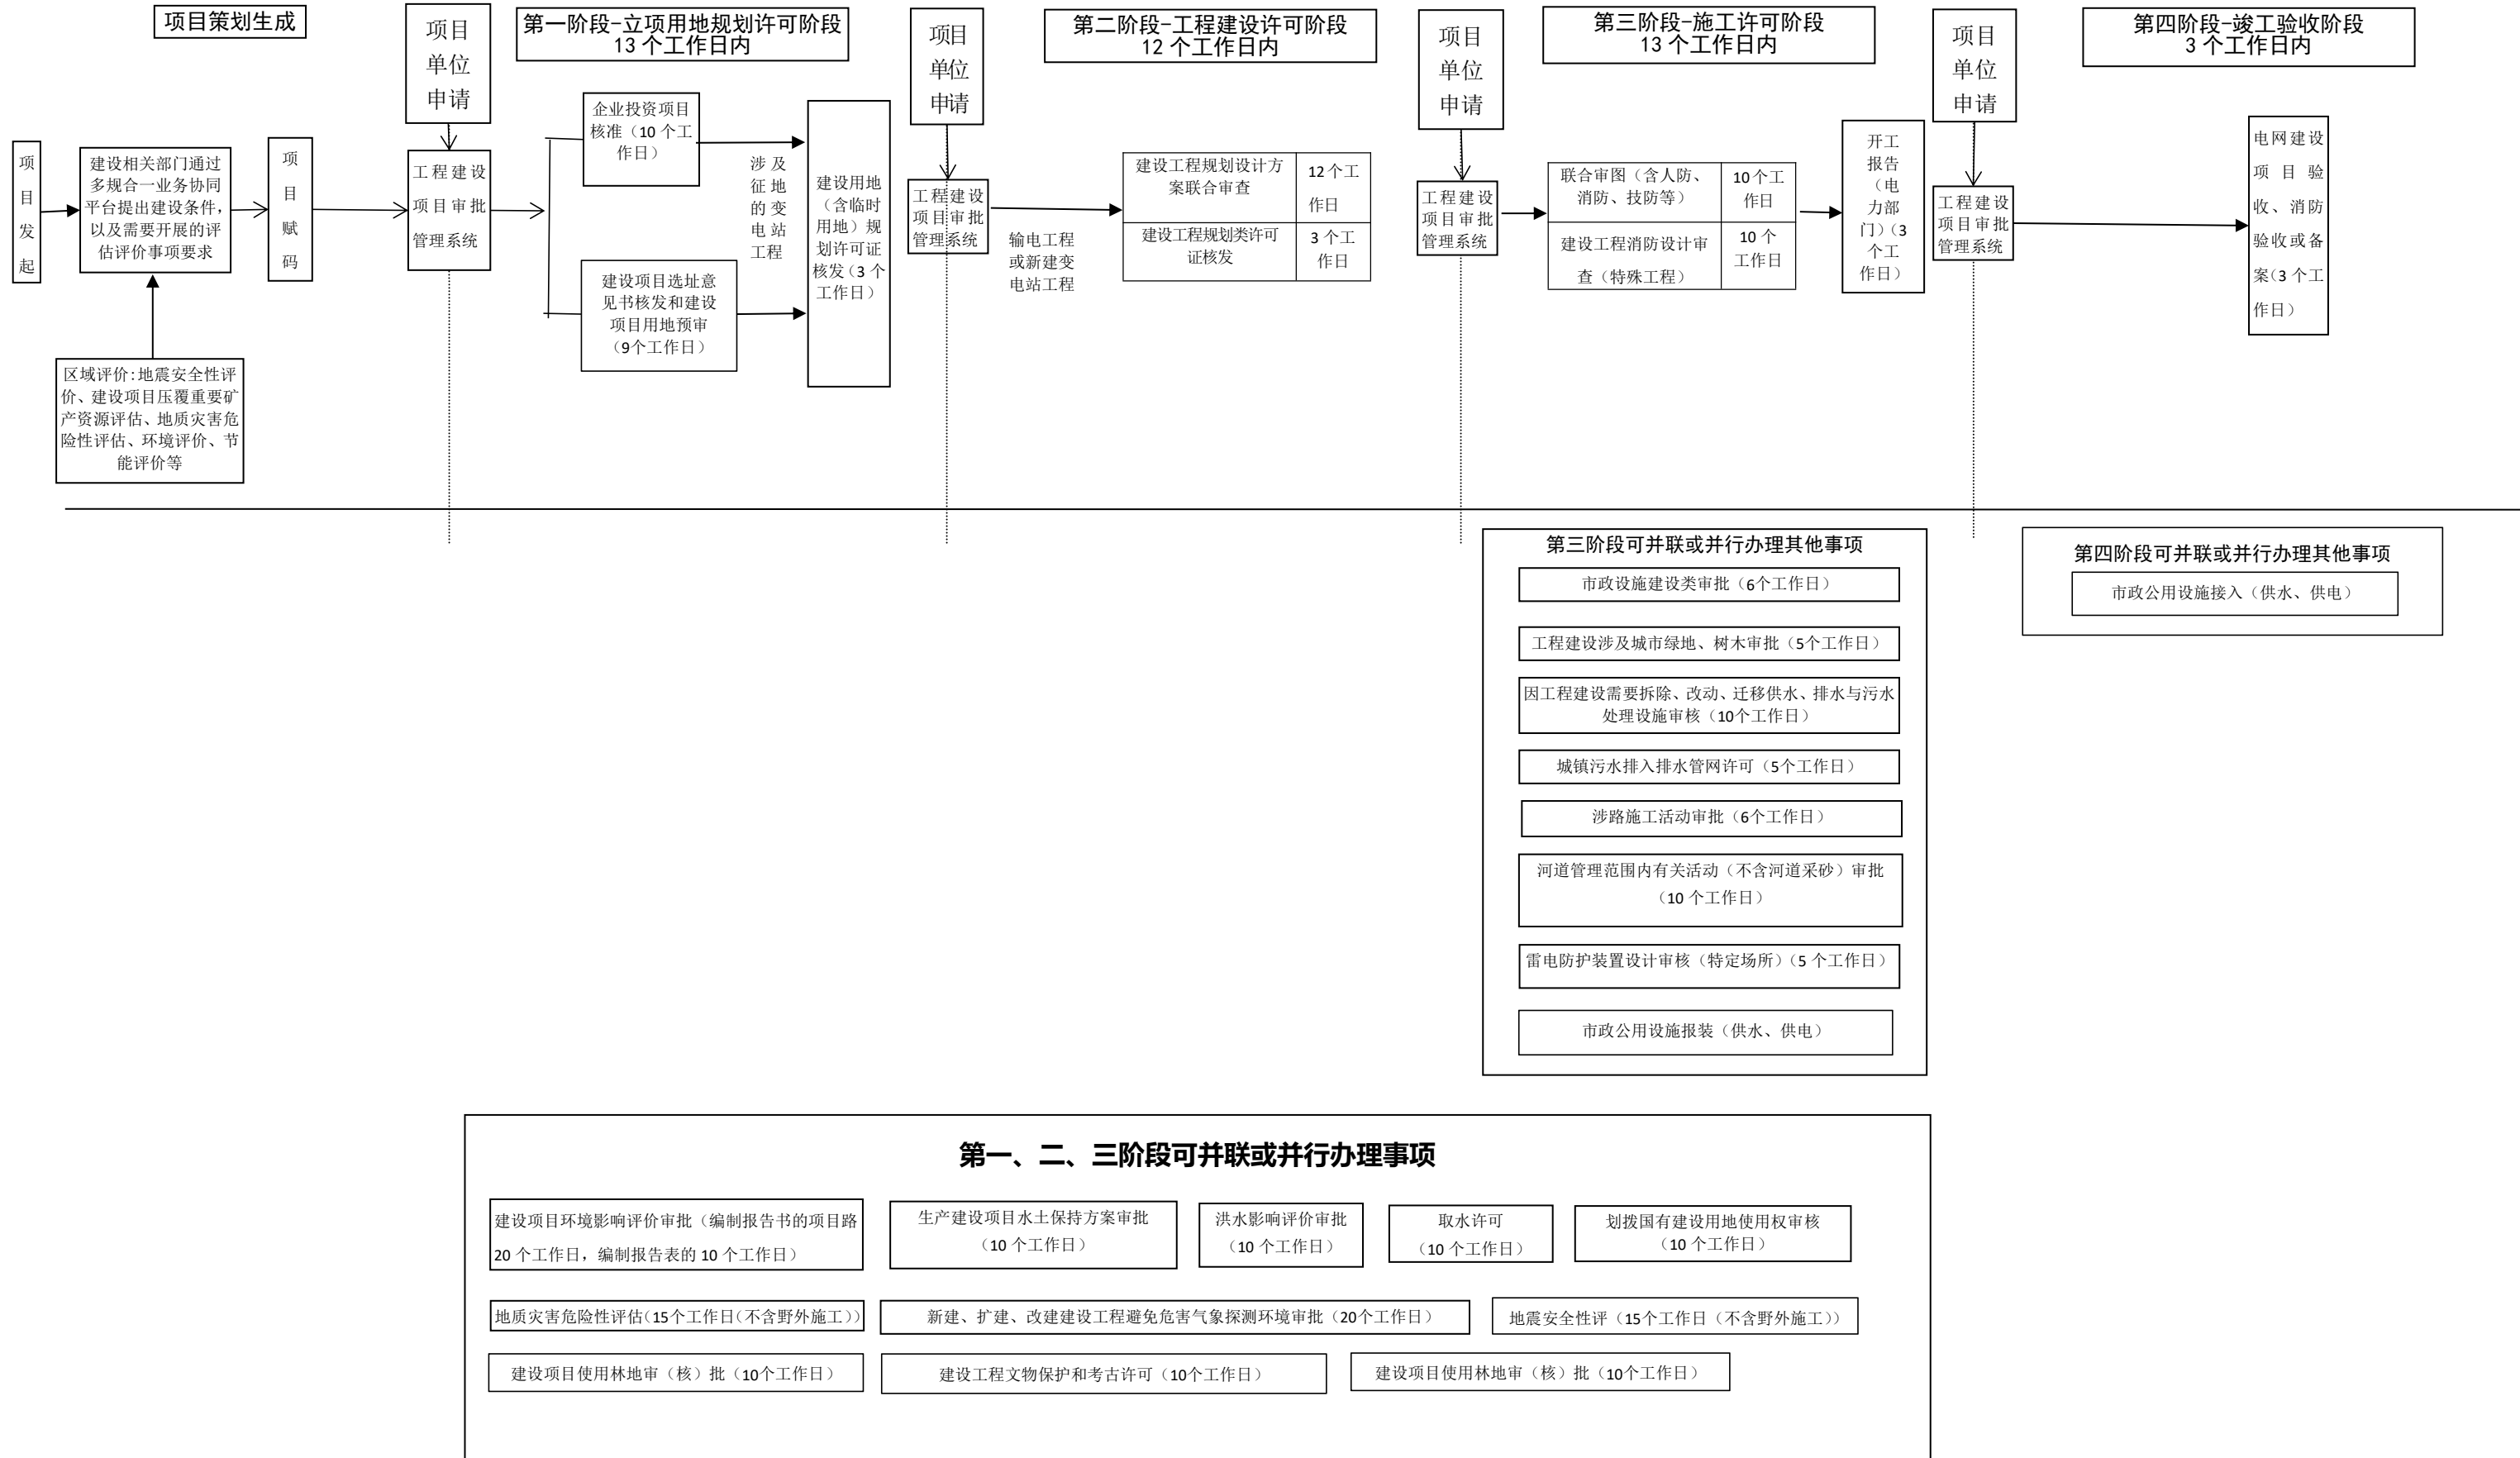 项目策划生成
项目
单位
申请
第一阶段-立项用地规划许可阶段
13 个工作日内
项目
单位
申请
第二阶段-工程建设许可阶段
12 个工作日内
项目
单位
申请
第三阶段-施工许可阶段
13 个工作日内
项目
单位
申请
第四阶段-竣工验收阶段
3 个工作日内
项
目
发
起
建设相关部门通过
多规合一业务协同
平台提出建设条件，
以及需要开展的评
估评价事项要求
项
目
赋
码
区域评价：地震安全性评
价、建设项目压覆重要矿
产资源评估、地质灾害危
险性评估、环境评价、节
能评价等
工程建设
项目审批
管理系统
企业投资项目
核准（10 个工
作日）
建设项目选址意
见书核发和建设
项目用地预审
（9个工作日）
涉及
征地
的变
电站
工程
建设用地
（含临时
用地）规
划许可证
核发（3 个
工作日）
工程建设
项目审批
管理系统
输电工程
或新建变
电站工程
建设工程规划设计方
案联合审查
12个工
作日
建设工程规划类许可
证核发
3 个工
作日
工程建设
项目审批
管理系统
联合审图（含人防、
消防、技防等）
10个工
作日
建设工程消防设计审
查（特殊工程）
10 个
工作日
开工
报告
（电
力部
门）（3
个工
作日）
工程建设
项目审批
管理系统
电网建设
项目验
收、消防
验收或备
案（3 个工
作日）
第三阶段可并联或并行办理其他事项
市政设施建设类审批（6个工作日）
工程建设涉及城市绿地、树木审批（5个工作日）
因工程建设需要拆除、改动、迁移供水、排水与污水
处理设施审核（10个工作日）
城镇污水排入排水管网许可（5个工作日）
涉路施工活动审批（6个工作日）
河道管理范围内有关活动（不含河道采砂）审批
（10 个工作日）
雷电防护装置设计审核（特定场所）（5 个工作日）
市政公用设施报装（供水、供电）
第四阶段可并联或并行办理其他事项
市政公用设施接入（供水、供电）
第一、二、三阶段可并联或并行办理事项
建设项目环境影响评价审批（编制报告书的项目路
20 个工作日，编制报告表的 10 个工作日）
生产建设项目水土保持方案审批
（10 个工作日）
洪水影响评价审批
（10 个工作日）
取水许可
（10 个工作日）
划拨国有建设用地使用权审核
（10 个工作日）
地质灾害危险性评估（15个工作日（不含野外施工））
新建、扩建、改建建设工程避免危害气象探测环境审批（20个工作日）
地震安全性评（15个工作日（不含野外施工））
建设项目使用林地审（核）批（10个工作日）
建设工程文物保护和考古许可（10个工作日）
建设项目使用林地审（核）批（10个工作日）